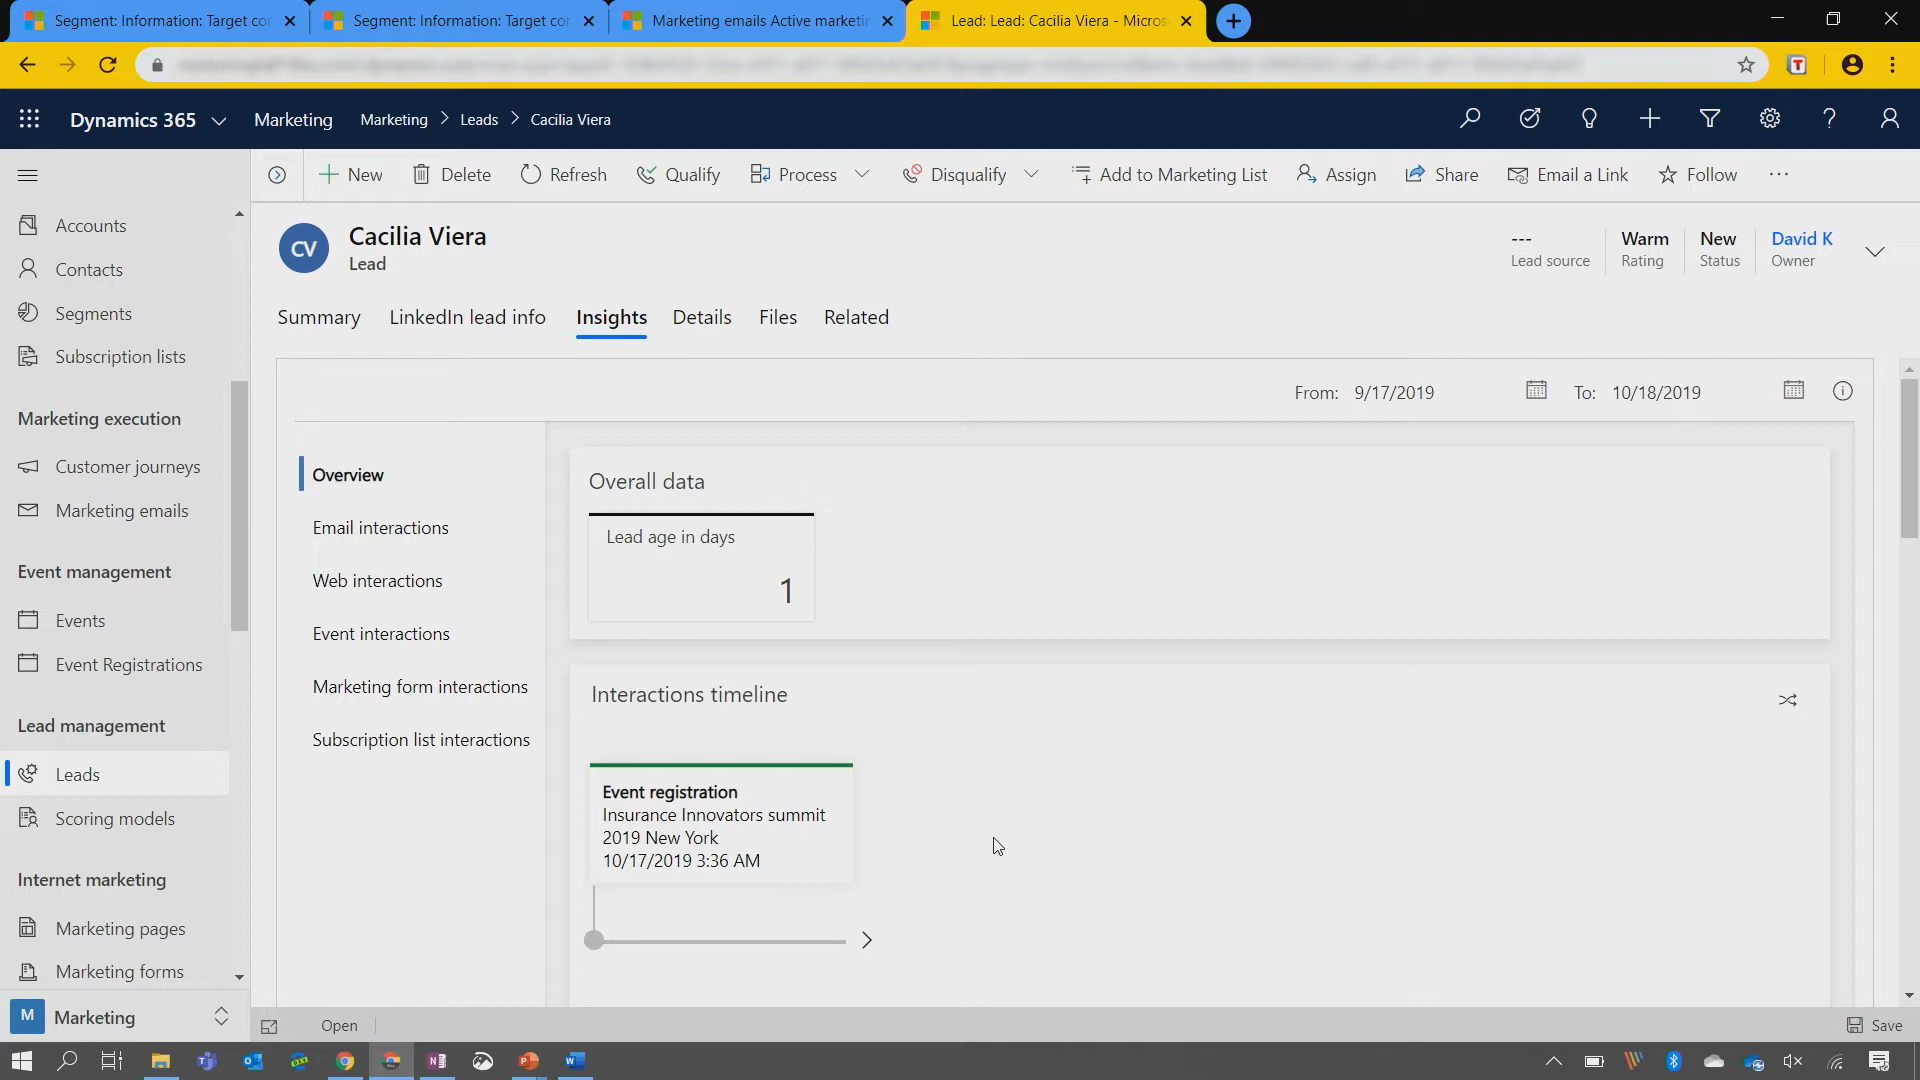 Segment: Information: Target cor
Segment: Information: Target cor
Marketing emails Active marketin
Lead: Lead: Cacilia Viera - Micros
Dynamics 365
Marketing
Marketing > Leads > Cacilia Viera
New
Delete
Refresh
Qualify
Process
Disqualify
Add to Marketing List
Assign
Share
Email a Link
Follow
Accounts
Contacts
Segments
Subscription lists
Marketing execution
Customer journeys
Marketing emails
Event management
Events
Event Registrations
Lead management
Leads
Scoring models
Internet marketing
Marketing pages
Marketing forms
M
Marketing
CV
Cacilia Viera
Lead
---
Lead source
Warm
Rating
New
Status
David K
Owner
Summary
LinkedIn lead info
Insights
Details
Files
Related
From: 9/17/2019
To: 10/18/2019
Overview
Email interactions
Web interactions
Event interactions
Marketing form interactions
Subscription list interactions
Overall data
Lead age in days
1
Interactions timeline
Event registration
Insurance Innovators summit
2019 New York
10/17/2019 3:36 AM
Open
Save